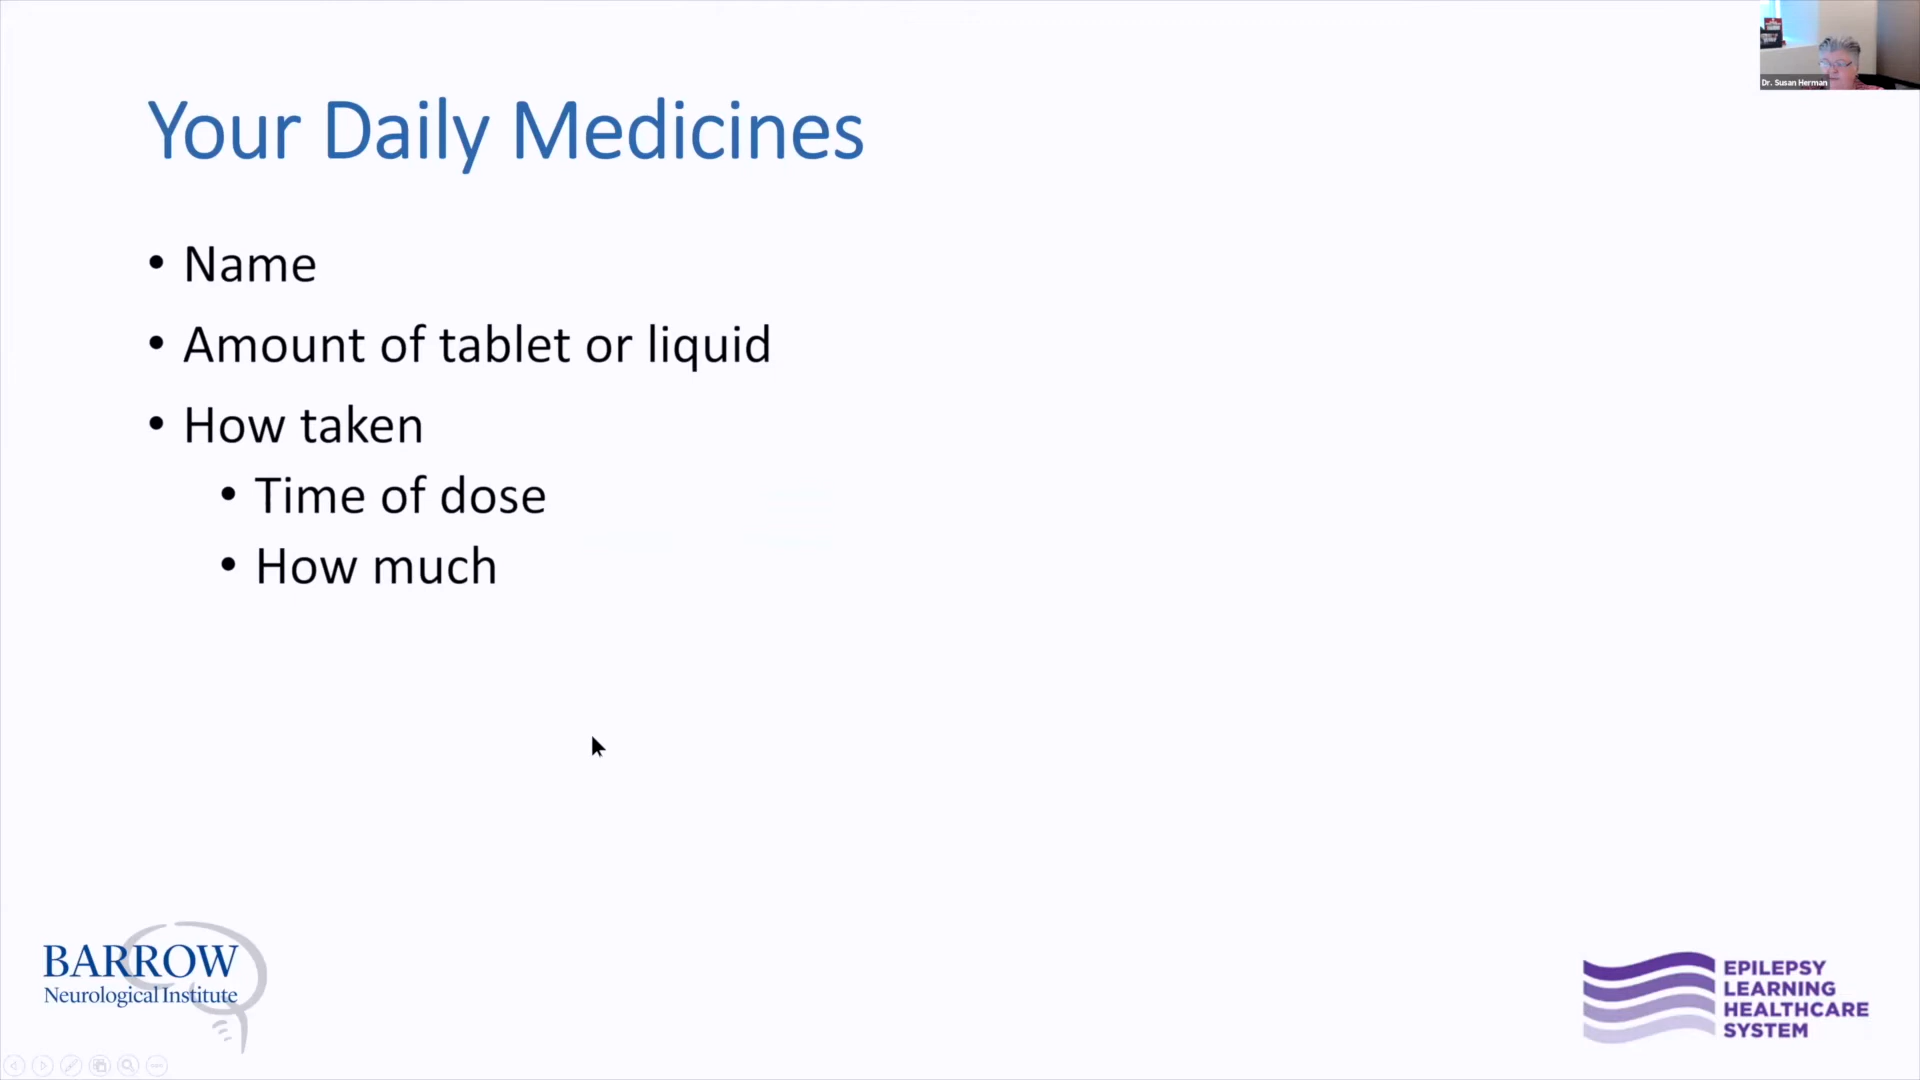 Your Daily Medicines
Dr. Susan Herman
• Name
• Amount of tablet or liquid
• How taken
• Time of dose
• How much
BARROW
Neurological Institute
EPILEPSY
LEARNING
HEALTHCARE
SYSTEM